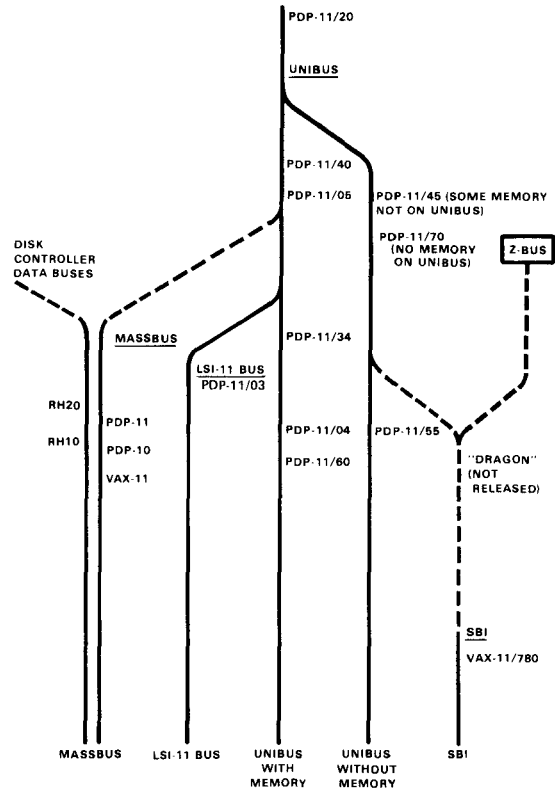 PDP-11/20
UNIBUS
PDP-11/40
PDP-11/05
PDP-11/45 (SOME MEMORY
NOT ON UNIBUS)
PDP-11/70
(NO MEMORY
ON UNIBUS)
Z-BUS
DISK
CONTROLLER
DATA BUSES
MASSBUS
PDP-11/34
LSI-11 BUS
PDP-11/03
RH20
PDP-11
RH10
PDP-10
VAX-11
PDP-11/04
PDP-11/55
PDP-11/60
"DRAGON"
(NOT
RELEASED)
SBI
VAX-11/780
MASSBUS
LSI-11 BUS
UNIBUS
WITH
MEMORY
UNIBUS
WITHOUT
MEMORY
SBI